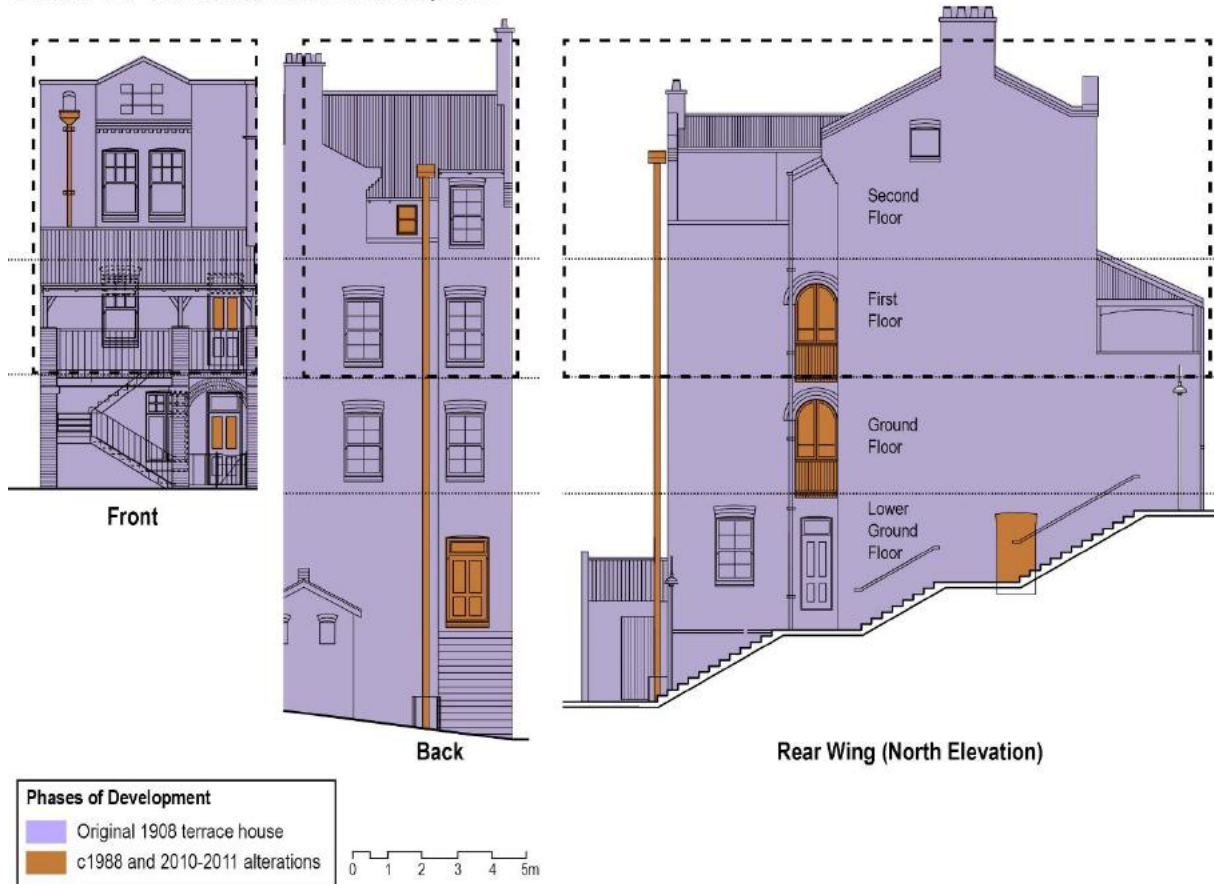 Second
Floor
First
Floor
Ground
Floor
Lower
Ground
Floor
Front
Back
Rear Wing (North Elevation)
Phases of Development
Original 1908 terrace house
c1988 and 2010-2011 alterations
0 1 2 3 4 5m